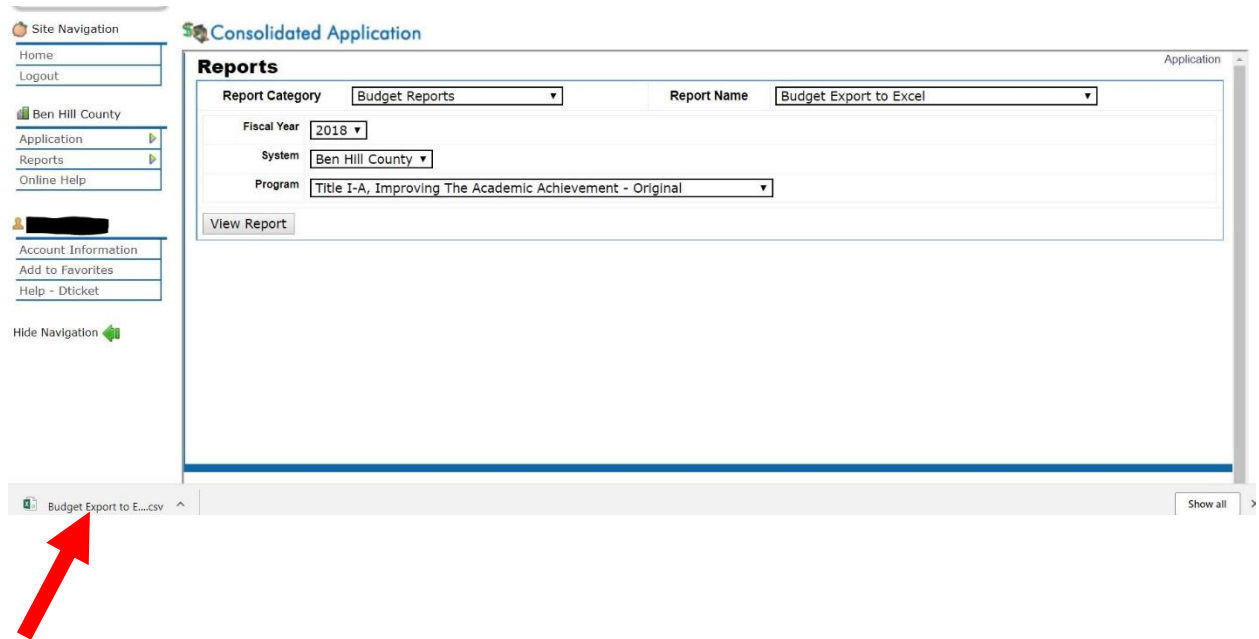 Site Navigation
Home
Logout
Ben Hill County
Application
Reports
Online Help
Account Information
Add to Favorites
Help - Dticket
Hide Navigation
Consolidated Application
Application
Reports
Report Category Budget Reports Report Name Budget Export to Excel
Fiscal Year 2018
System Ben Hill County
Program Title I-A, Improving The Academic Achievement - Original
View Report
Budget Export to E....csv Show all